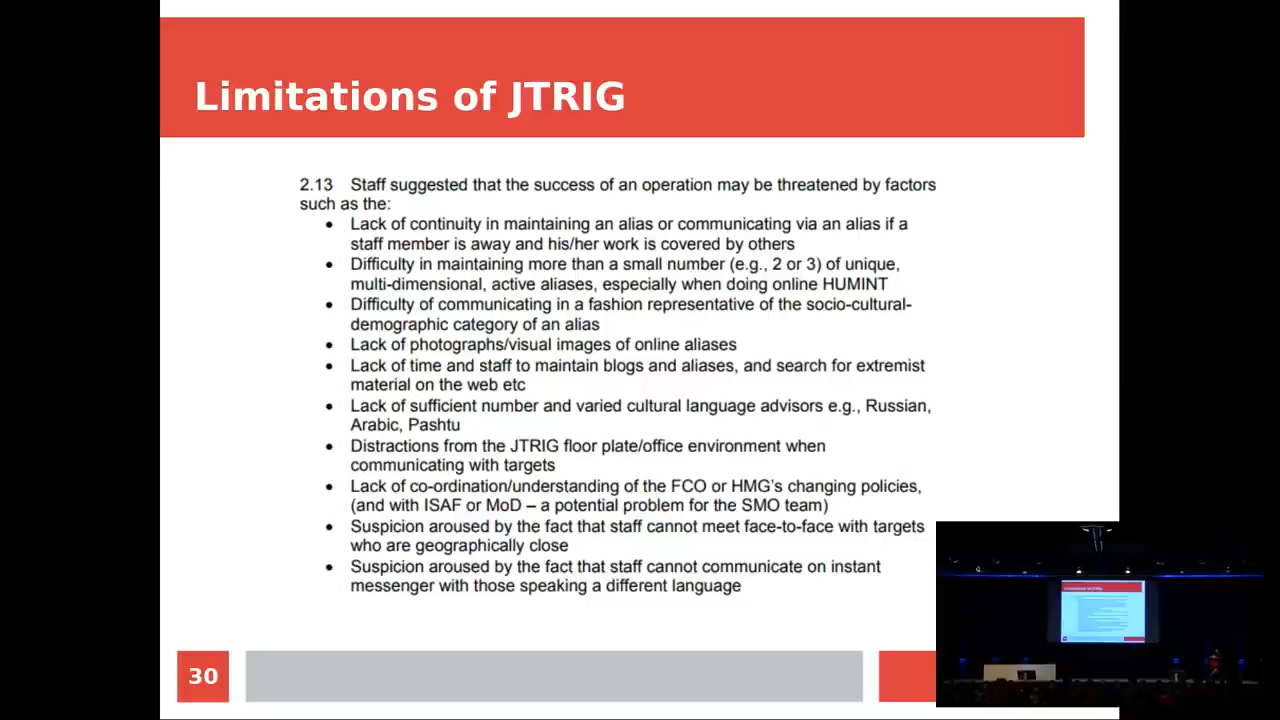 Limitations of JTRIG
2.13 Staff suggested that the success of an operation may be threatened by factors
such as the:
• Lack of continuity in maintaining an alias or communicating via an alias if a
staff member is away and his/her work is covered by others
• Difficulty in maintaining more than a small number (e.g., 2 or 3) of unique,
multi-dimensional, active aliases, especially when doing online HUMINT
• Difficulty of communicating in a fashion representative of the socio-cultural-
demographic category of an alias
• Lack of photographs/visual images of online aliases
• Lack of time and staff to maintain blogs and aliases, and search for extremist
material on the web etc
• Lack of sufficient number and varied cultural language advisors e.g., Russian,
Arabic, Pashtu
• Distractions from the JTRIG floor plate/office environment when
communicating with targets
• Lack of co-ordination/understanding of the FCO or HMG's changing policies,
(and with ISAF or MoD – a potential problem for the SMO team)
• Suspicion aroused by the fact that staff cannot meet face-to-face with targets
who are geographically close
• Suspicion aroused by the fact that staff cannot communicate on instant
messenger with those speaking a different language
30
Limitations of JTRIG